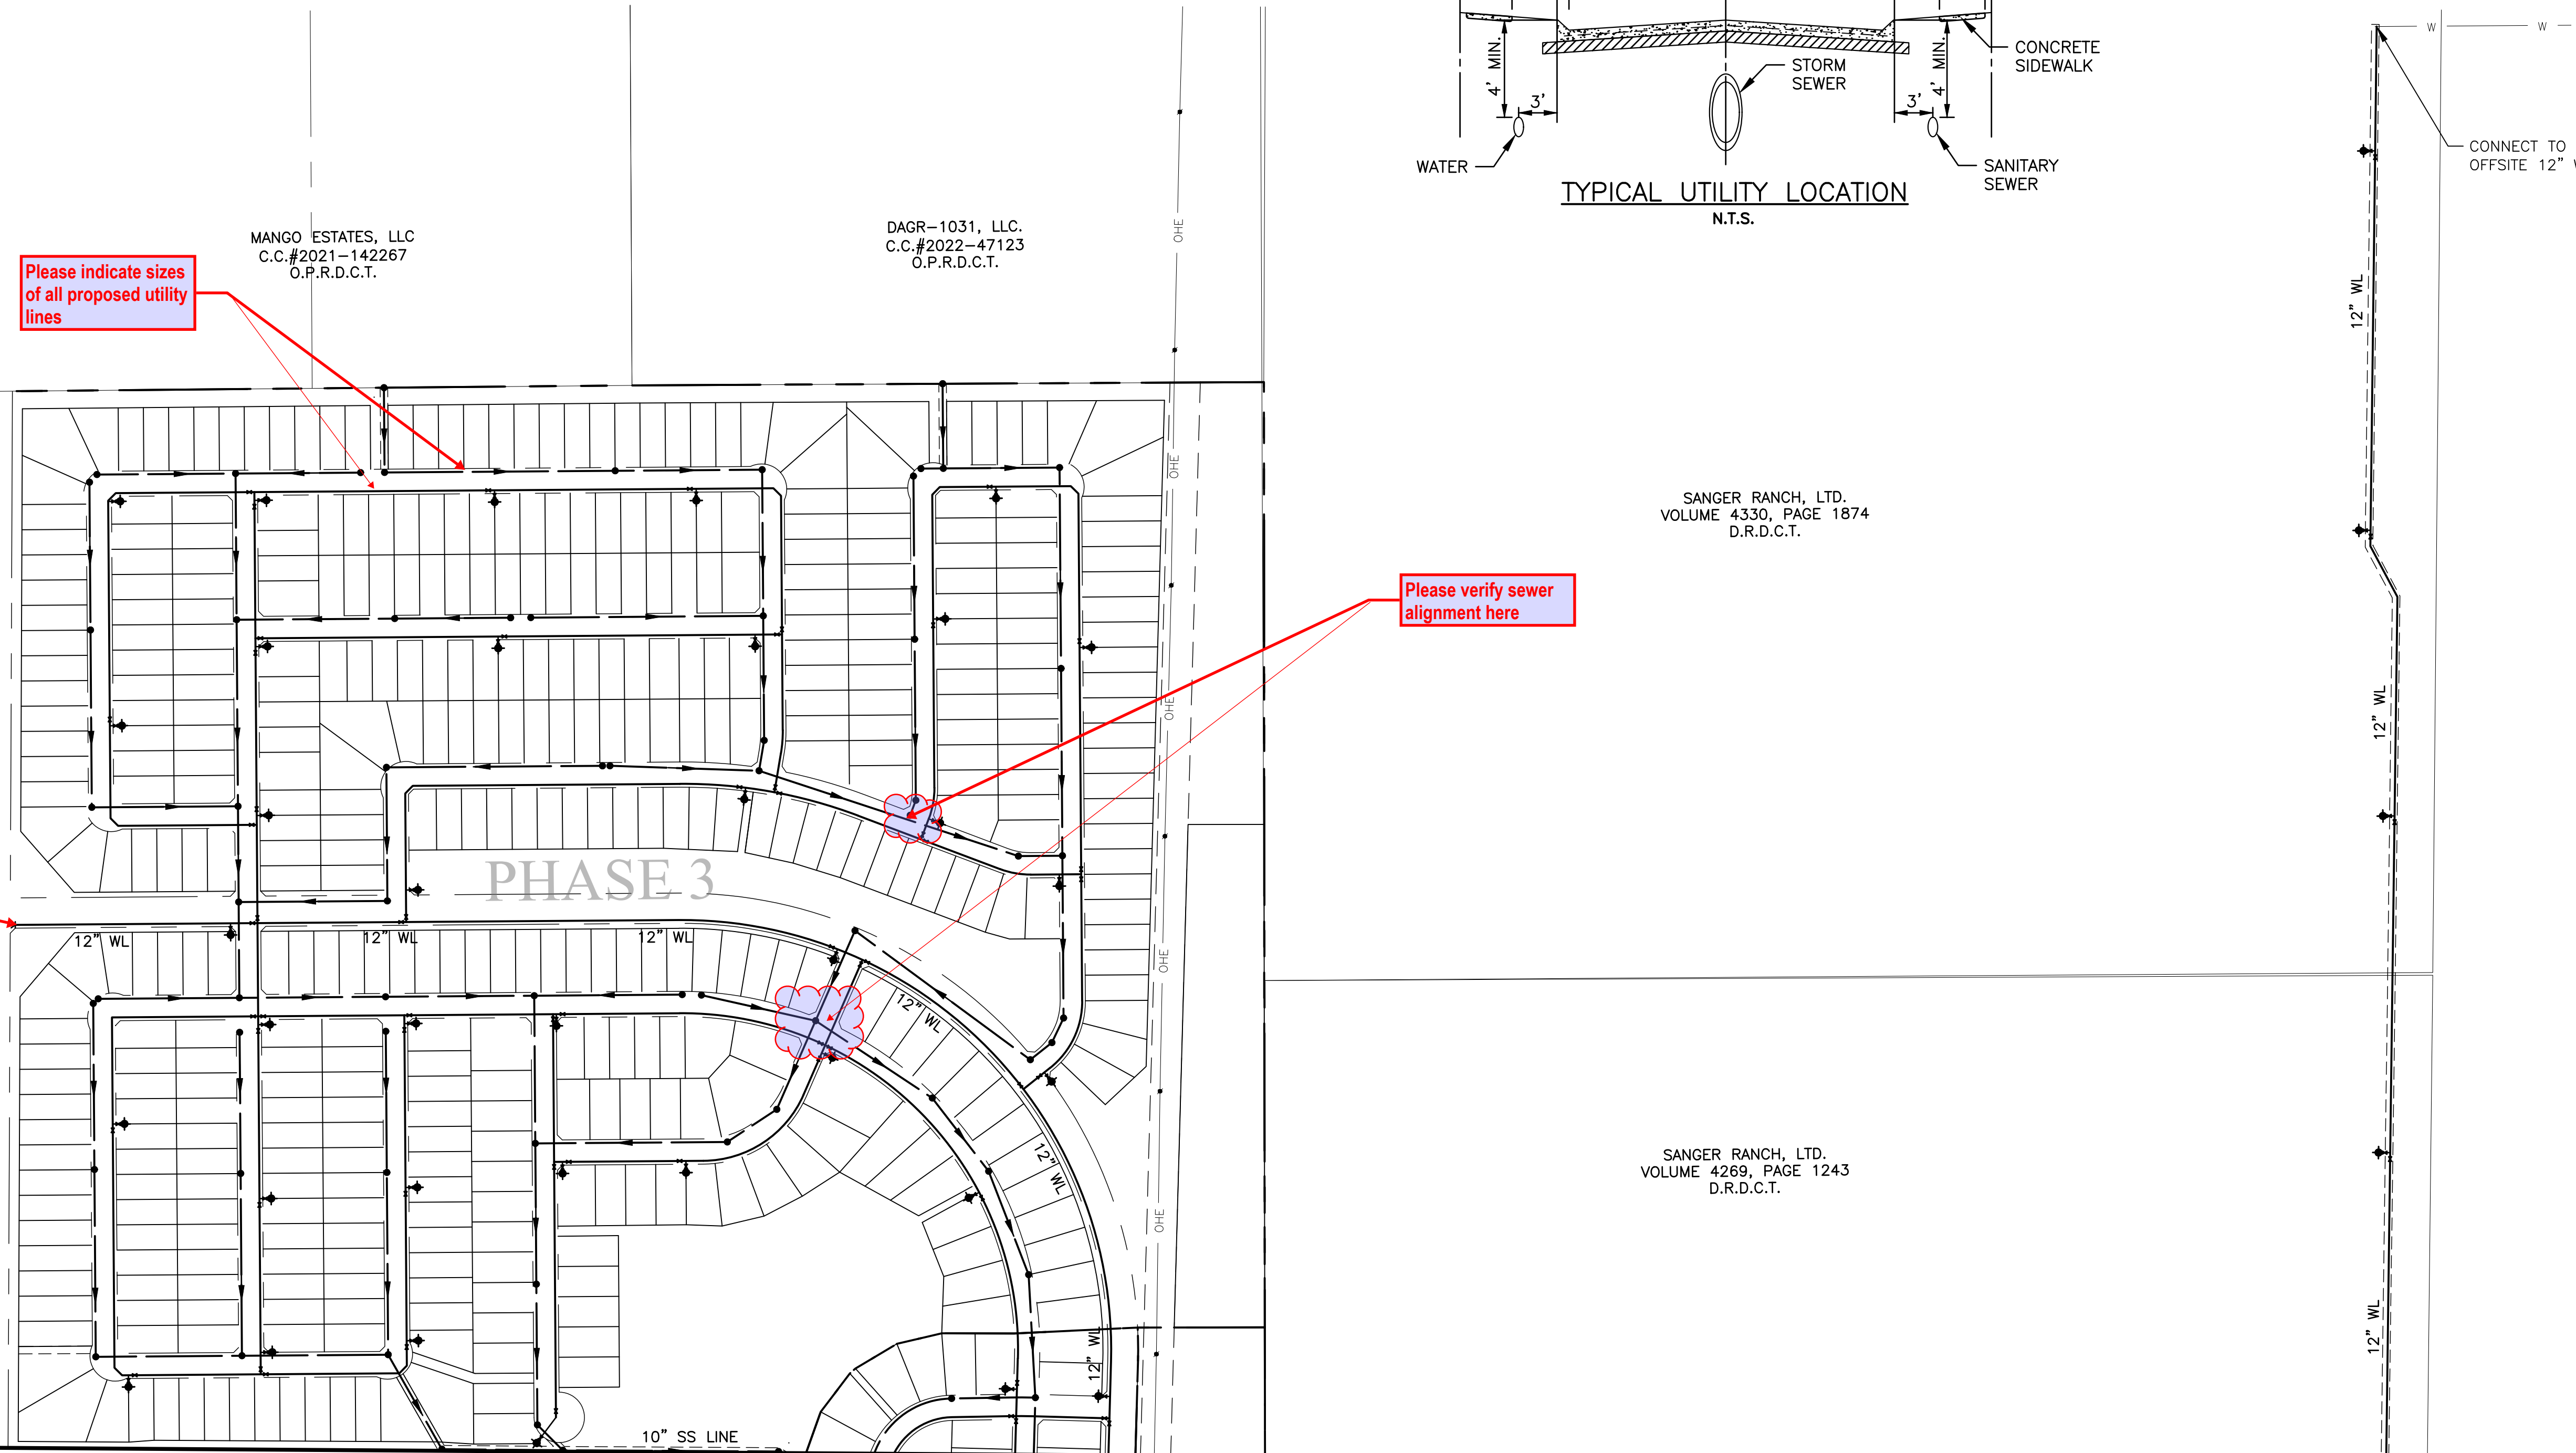 4' MIN.
3'
STORM
SEWER
3'
4' MIN.
CONCRETE
SIDEWALK
WATER
SANITARY
SEWER
TYPICAL UTILITY LOCATION
N.T.S.
W
W
CONNECT TO
OFFSITE 12"
MANGO ESTATES, LLC
C.C.#2021-142267
O.P.R.D.C.T.
DAGR-1031, LLC.
C.C.#2022-47123
O.P.R.D.C.T.
Please indicate sizes
of all proposed utility
lines
OHE
OHE
OHE
OHE
OHE
SANGER RANCH, LTD.
VOLUME 4330, PAGE 1874
D.R.D.C.T.
Please verify sewer
alignment here
PHASE 3
12" WL
12" WL
12" WL
12" WL
12" WL
12" WL
SANGER RANCH, LTD.
VOLUME 4269, PAGE 1243
D.R.D.C.T.
12" WL
12" WL
12" WL
10" SS LINE